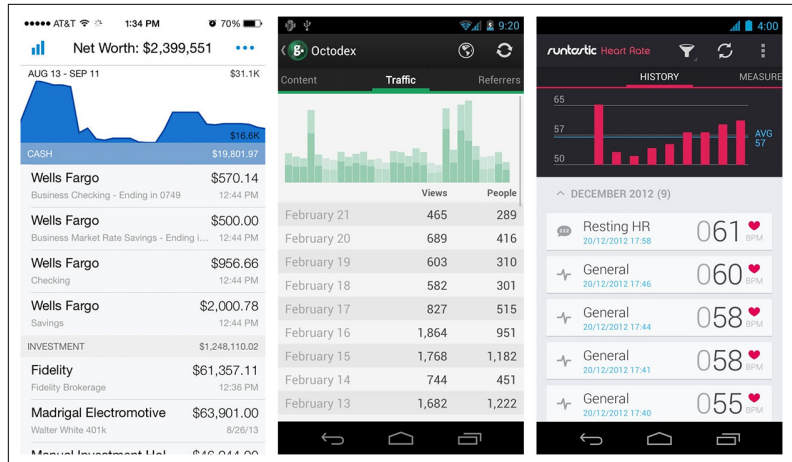 AT&T 1:34 PM 70%
Net Worth: $2,399,551
AUG 13 - SEP 11 $31.1K
$16.6K
CASH $19,801.97
Wells Fargo $570.14
Business Checking - Ending in 0749 12:44 PM
Wells Fargo $500.00
Business Market Rate Savings - Ending i... 12:44 PM
Wells Fargo $956.66
Checking 12:44 PM
Wells Fargo $2,000.78
Savings 12:44 PM
INVESTMENT $1,248,110.02
Fidelity $61,357.11
Fidelity Brokerage 12:36 PM
Madrigal Electromotive $63,901.00
Walter White 401k 8/26/13
Manual Investment Hol
9:20
g. Octodex
Content Traffic Referrers
Views People
February 21 465 289
February 20 689 416
February 19 603 310
February 18 582 301
February 17 827 515
February 16 1,864 951
February 15 1,768 1,182
February 14 744 451
February 13 1,682 1,222
4:00
runtastic Heart Rate
HISTORY MEASURE
65
57 AVG
57
50
DECEMBER 2012 (9)
zzz Resting HR 061
20/12/2012 17:58 BPM
General 060
20/12/2012 17:46 BPM
General 058
20/12/2012 17:44 BPM
General 058
20/12/2012 17:41 BPM
General 055
20/12/2012 17:40 BPM